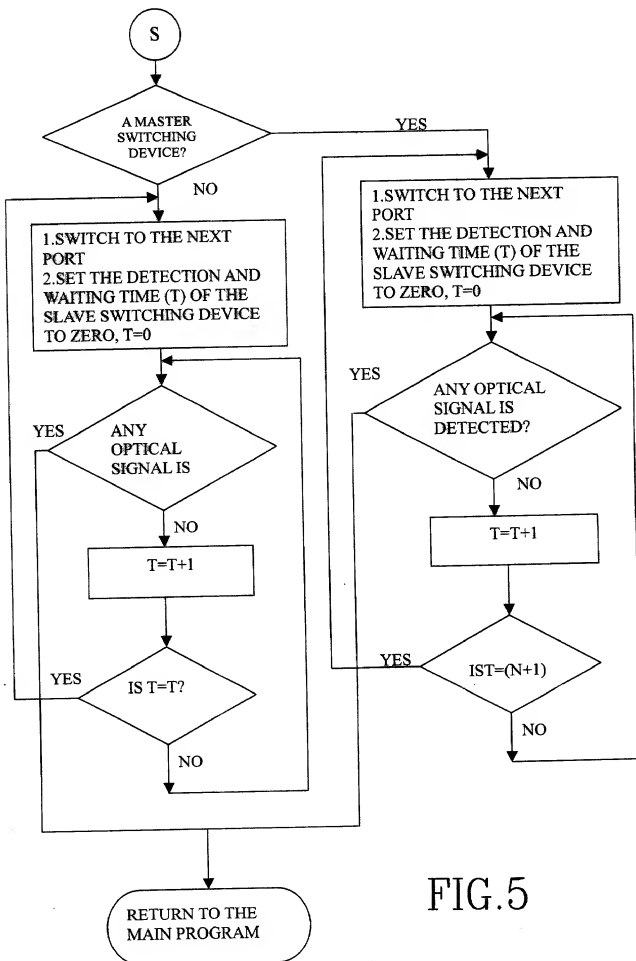 S
A MASTER
SWITCHING
DEVICE?
YES
NO
1.SWITCH TO THE NEXT
PORT
2.SET THE DETECTION AND
WAITING TIME (T) OF THE
SLAVE SWITCHING DEVICE
TO ZERO, T=0
YES
ANY
OPTICAL
SIGNAL IS
NO
T=T+1
YES
IS T=T?
NO
1.SWITCH TO THE NEXT
PORT
2.SET THE DETECTION AND
WAITING TIME (T) OF THE
SLAVE SWITCHING DEVICE
TO ZERO, T=0
YES
ANY OPTICAL
SIGNAL IS
DETECTED?
NO
T=T+1
YES
IST=(N+1)
NO
RETURN TO THE
MAIN PROGRAM
FIG.5